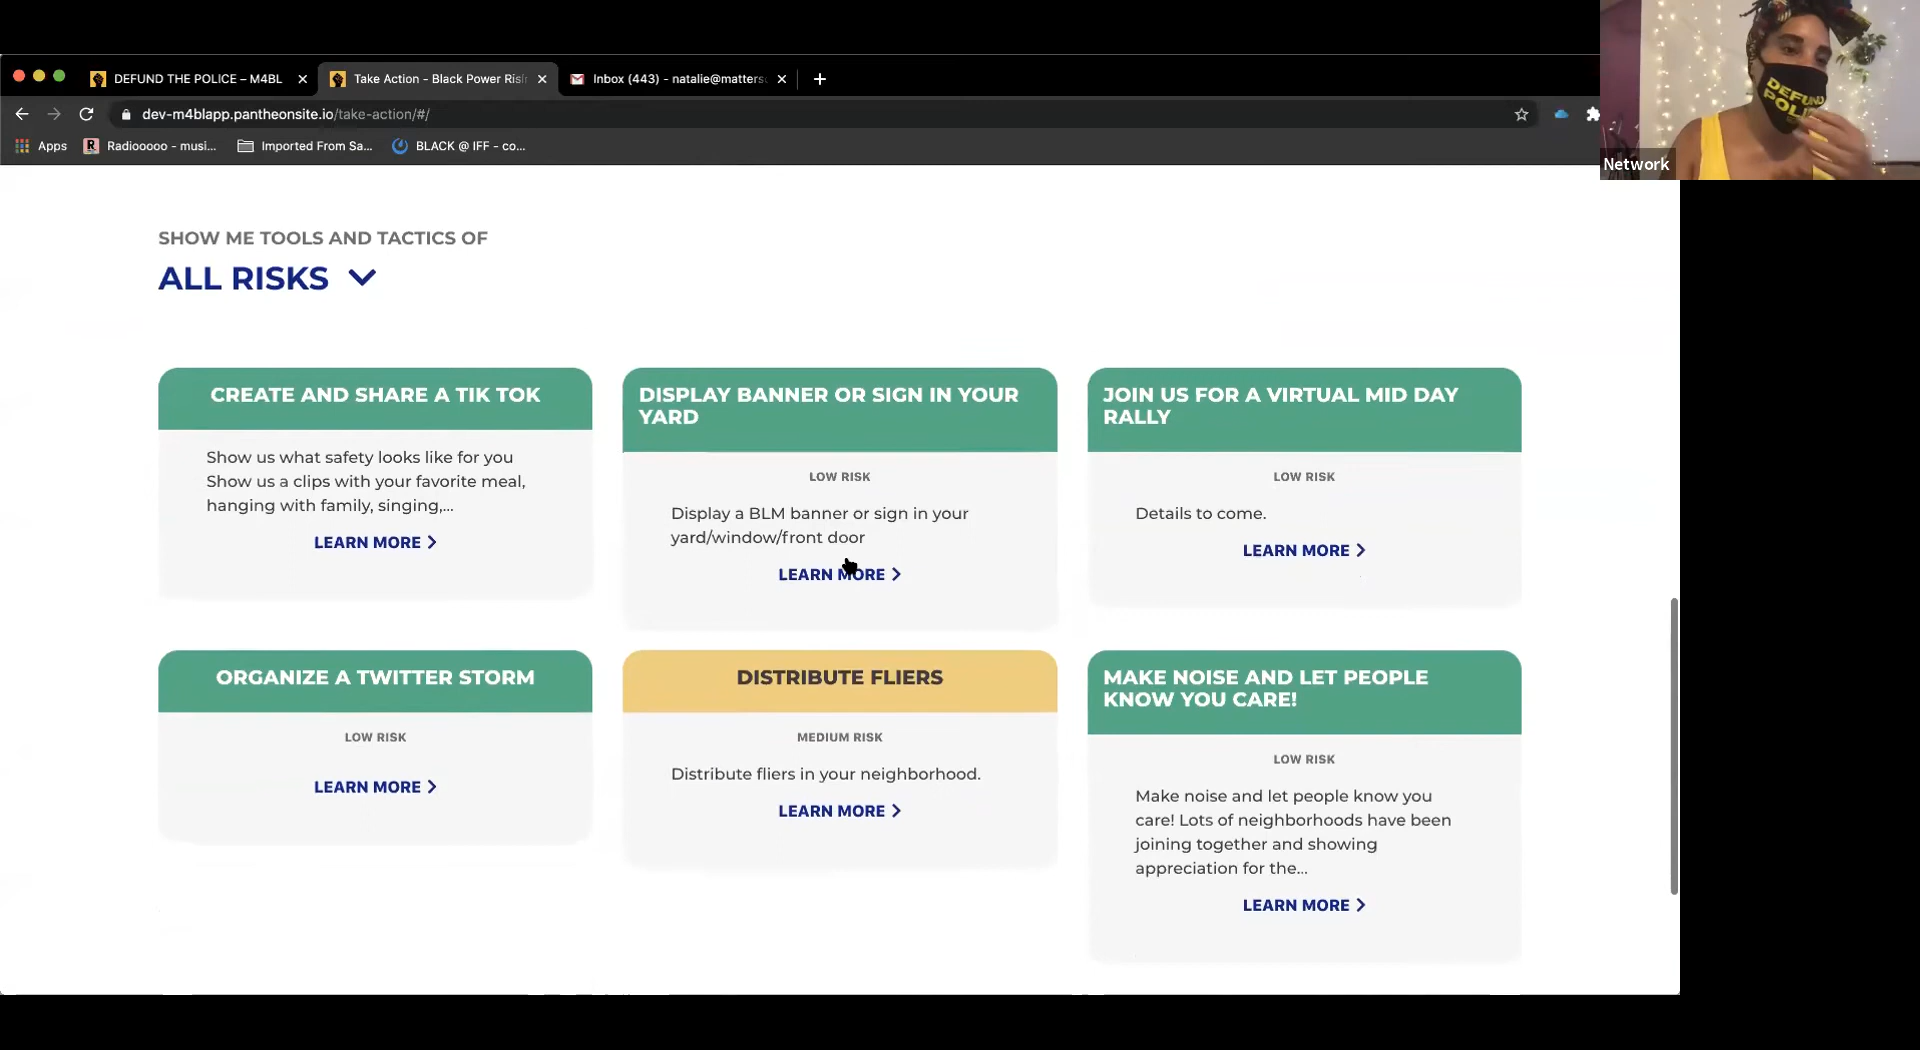 DEFUND THE POLICE – M4BL
Take Action - Black Power Risi
Inbox (443) - natalie@matters
dev-m4blapp.pantheonsite.io/take-action/#/
Apps
R
Radiooooo - musi...
Imported From Sa...
BLACK @ IFF - co...
DEFUND
POLI
Network
SHOW ME TOOLS AND TACTICS OF
ALL RISKS
CREATE AND SHARE A TIK TOK
Show us what safety looks like for you
Show us a clips with your favorite meal,
hanging with family, singing,...
LEARN MORE
DISPLAY BANNER OR SIGN IN YOUR
YARD
LOW RISK
Display a BLM banner or sign in your
yard/window/front door
LEARN MORE
JOIN US FOR A VIRTUAL MID DAY
RALLY
LOW RISK
Details to come.
LEARN MORE
ORGANIZE A TWITTER STORM
LOW RISK
LEARN MORE
DISTRIBUTE FLIERS
MEDIUM RISK
Distribute fliers in your neighborhood.
LEARN MORE
MAKE NOISE AND LET PEOPLE
KNOW YOU CARE!
LOW RISK
Make noise and let people know you
care! Lots of neighborhoods have been
joining together and showing
appreciation for the...
LEARN MORE